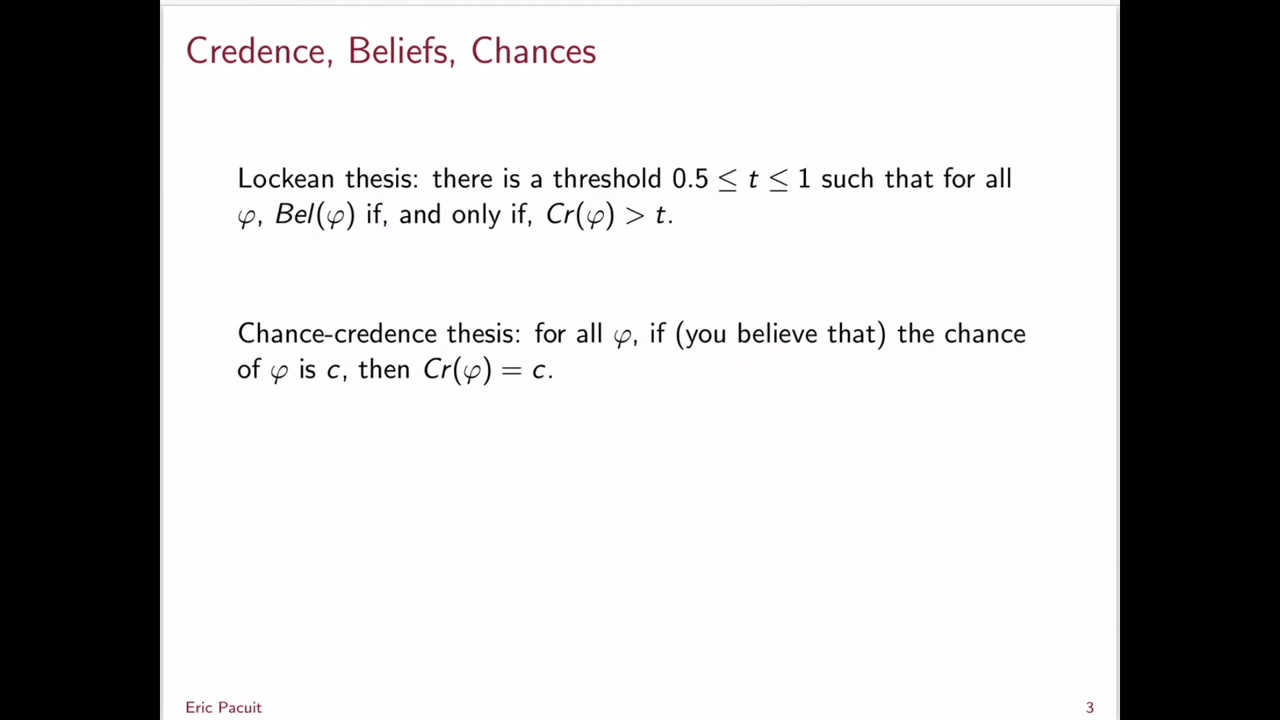 Credence, Beliefs, Chances
Lockean thesis: there is a threshold 0.5 ≤ t ≤ 1 such that for all
φ, Bel(φ) if, and only if, Cr(φ) > t.
Chance-credence thesis: for all φ, if (you believe that) the chance
of φ is c, then Cr(φ) = c.
Eric Pacuit
3